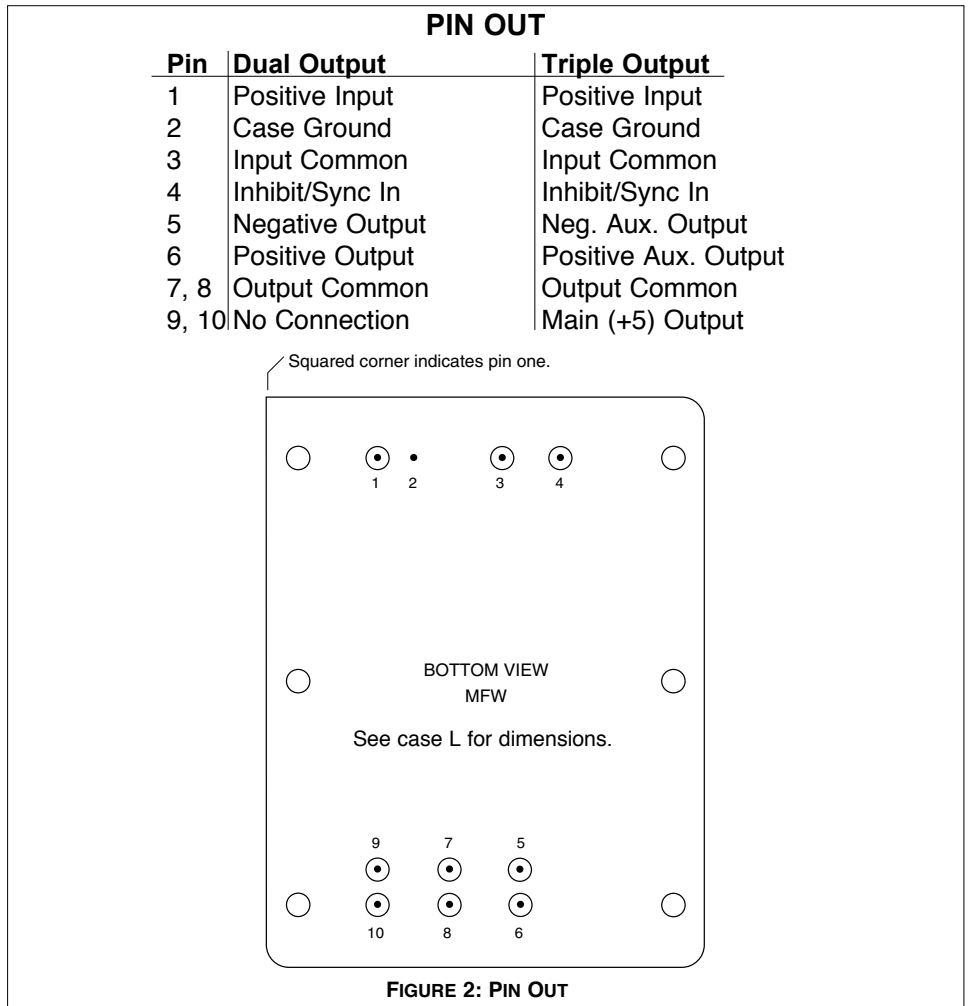 PIN OUT
Pin Dual Output Triple Output
1 Positive Input Positive Input
2 Case Ground Case Ground
3 Input Common Input Common
4 Inhibit/Sync In Inhibit/Sync In
5 Negative Output Neg. Aux. Output
6 Positive Output Positive Aux. Output
7, 8 Output Common Output Common
9, 10 No Connection Main (+5) Output
Squared corner indicates pin one.
1 2 3 4
BOTTOM VIEW
MFW
See case L for dimensions.
9 7 5
10 8 6
FIGURE 2: PIN OUT